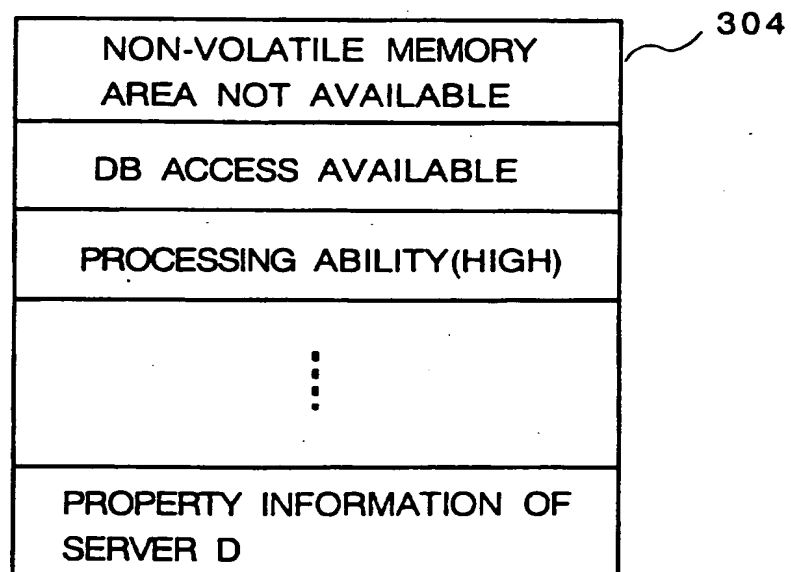 304
NON-VOLATILE MEMORY
AREA NOT AVAILABLE
DB ACCESS AVAILABLE
PROCESSING ABILITY(HIGH)
PROPERTY INFORMATION OF
SERVER D